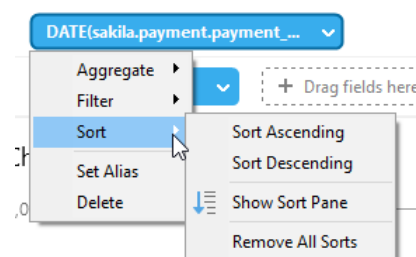 DATE(sakila.payment.payment_...
Aggregate
Filter
+ Drag fields here
Sort
Sort Ascending
Sort Descending
Set Alias
Delete
Show Sort Pane
Remove All Sorts